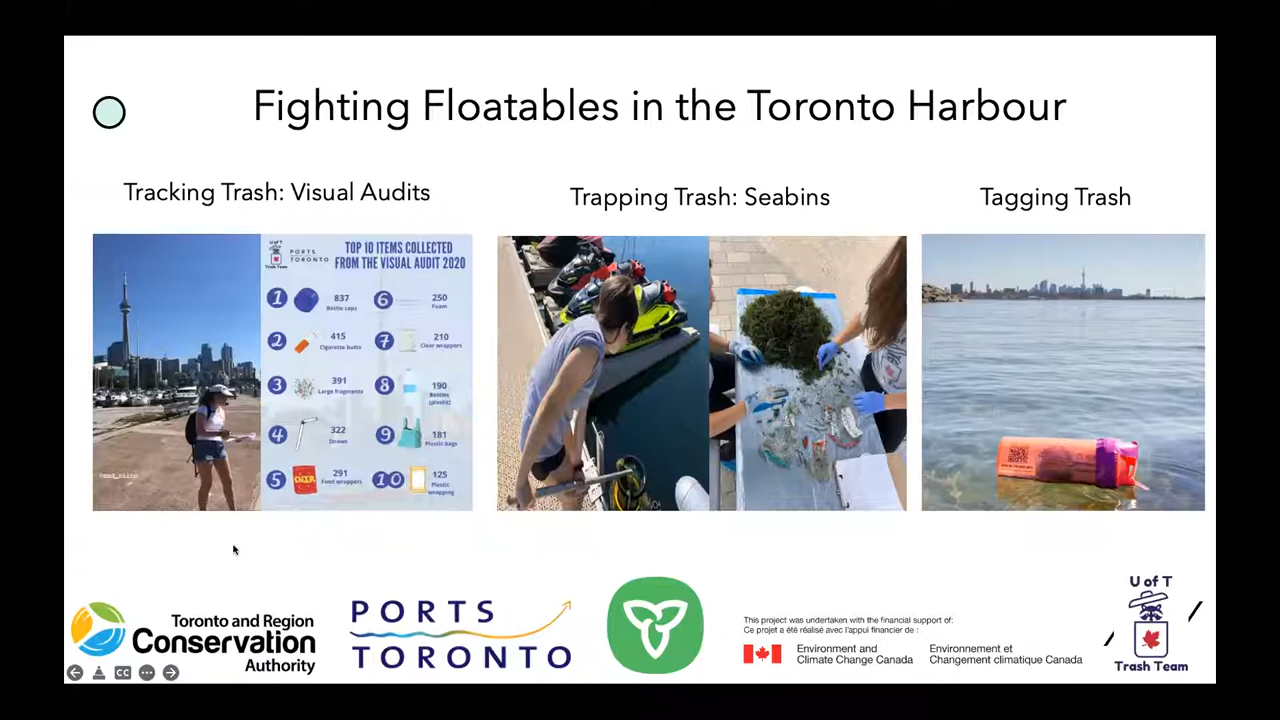 Fighting Floatables in the Toronto Harbour
Tracking Trash: Visual Audits
Trapping Trash: Seabins
Tagging Trash
U of T
Trash Team
PORTS
TORONTO
TOP 10 ITEMS COLLECTED
FROM THE VISUAL AUDIT 2020
1
837
Bottle caps
2
415
Cigarette butts
3
391
Large fragments
4
322
Straws
5
CHIP
291
Food wrappers
6
250
Foam
7
210
Clear wrappers
8
190
Bottles
(plastic)
9
181
Plastic Bags
10
125
Plastic
wrapping
Toronto and Region
Conservation
Authority
PORTS
TORONTO
This project was undertaken with the financial support of:
Ce projet a été réalisé avec l'appui financier de :
Environment and
Climate Change Canada
Environnement et
Changement climatique Canada
U of T
Trash Team
CC